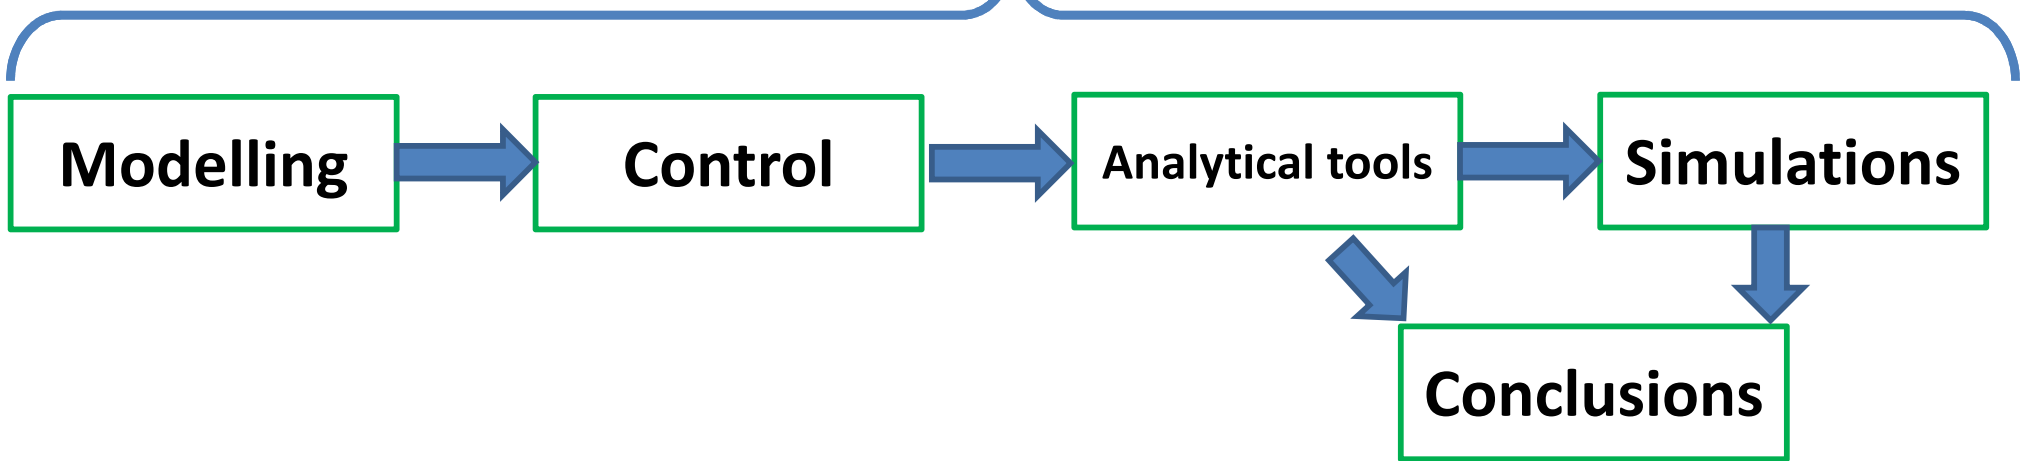 Modelling
Control
Analytical tools
Simulations
Conclusions